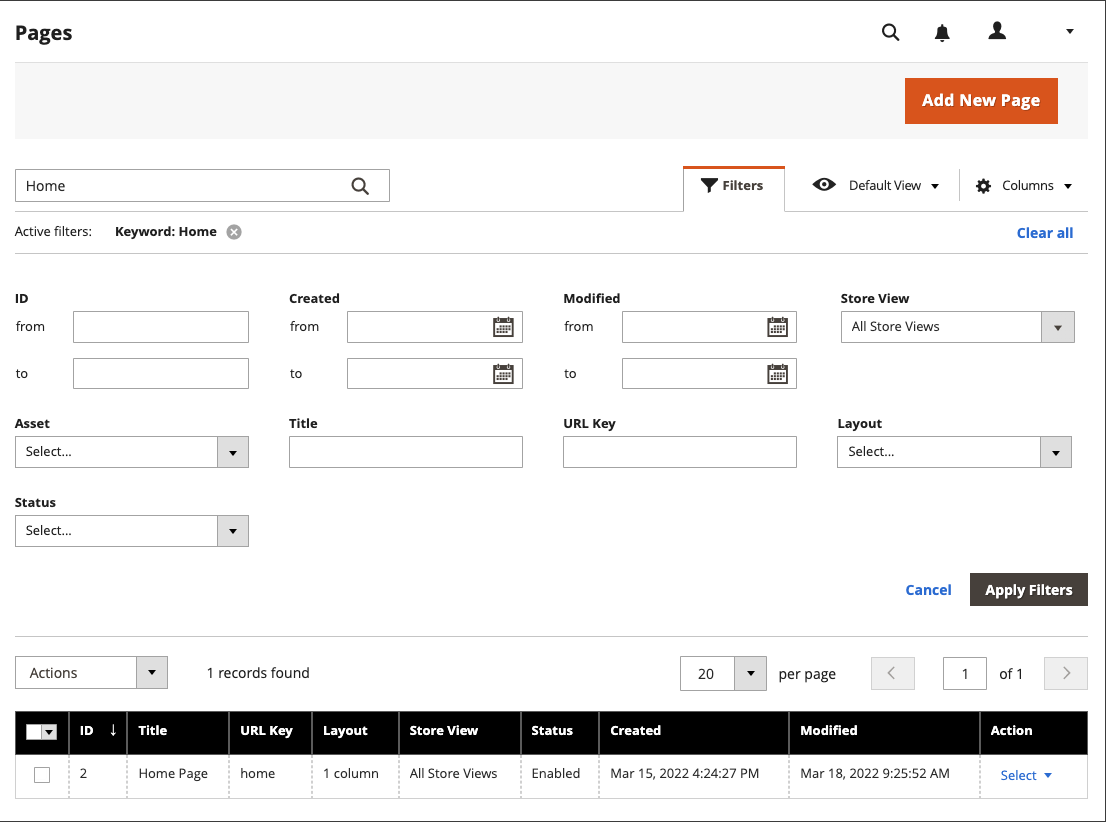 Pages
Add New Page
Home
Filters
Default View
Columns
Active filters: Keyword: Home
Clear all
ID Created Modified Store View
from from from All Store Views
to to to
Asset Title URL Key Layout
Select... Select...
Status
Select...
Cancel Apply Filters
Actions 1 records found 20 per page 1 of 1
ID ↓ Title URL Key Layout Store View Status Created Modified Action
2 Home Page home 1 column All Store Views Enabled Mar 15, 2022 4:24:27 PM Mar 18, 2022 9:25:52 AM Select